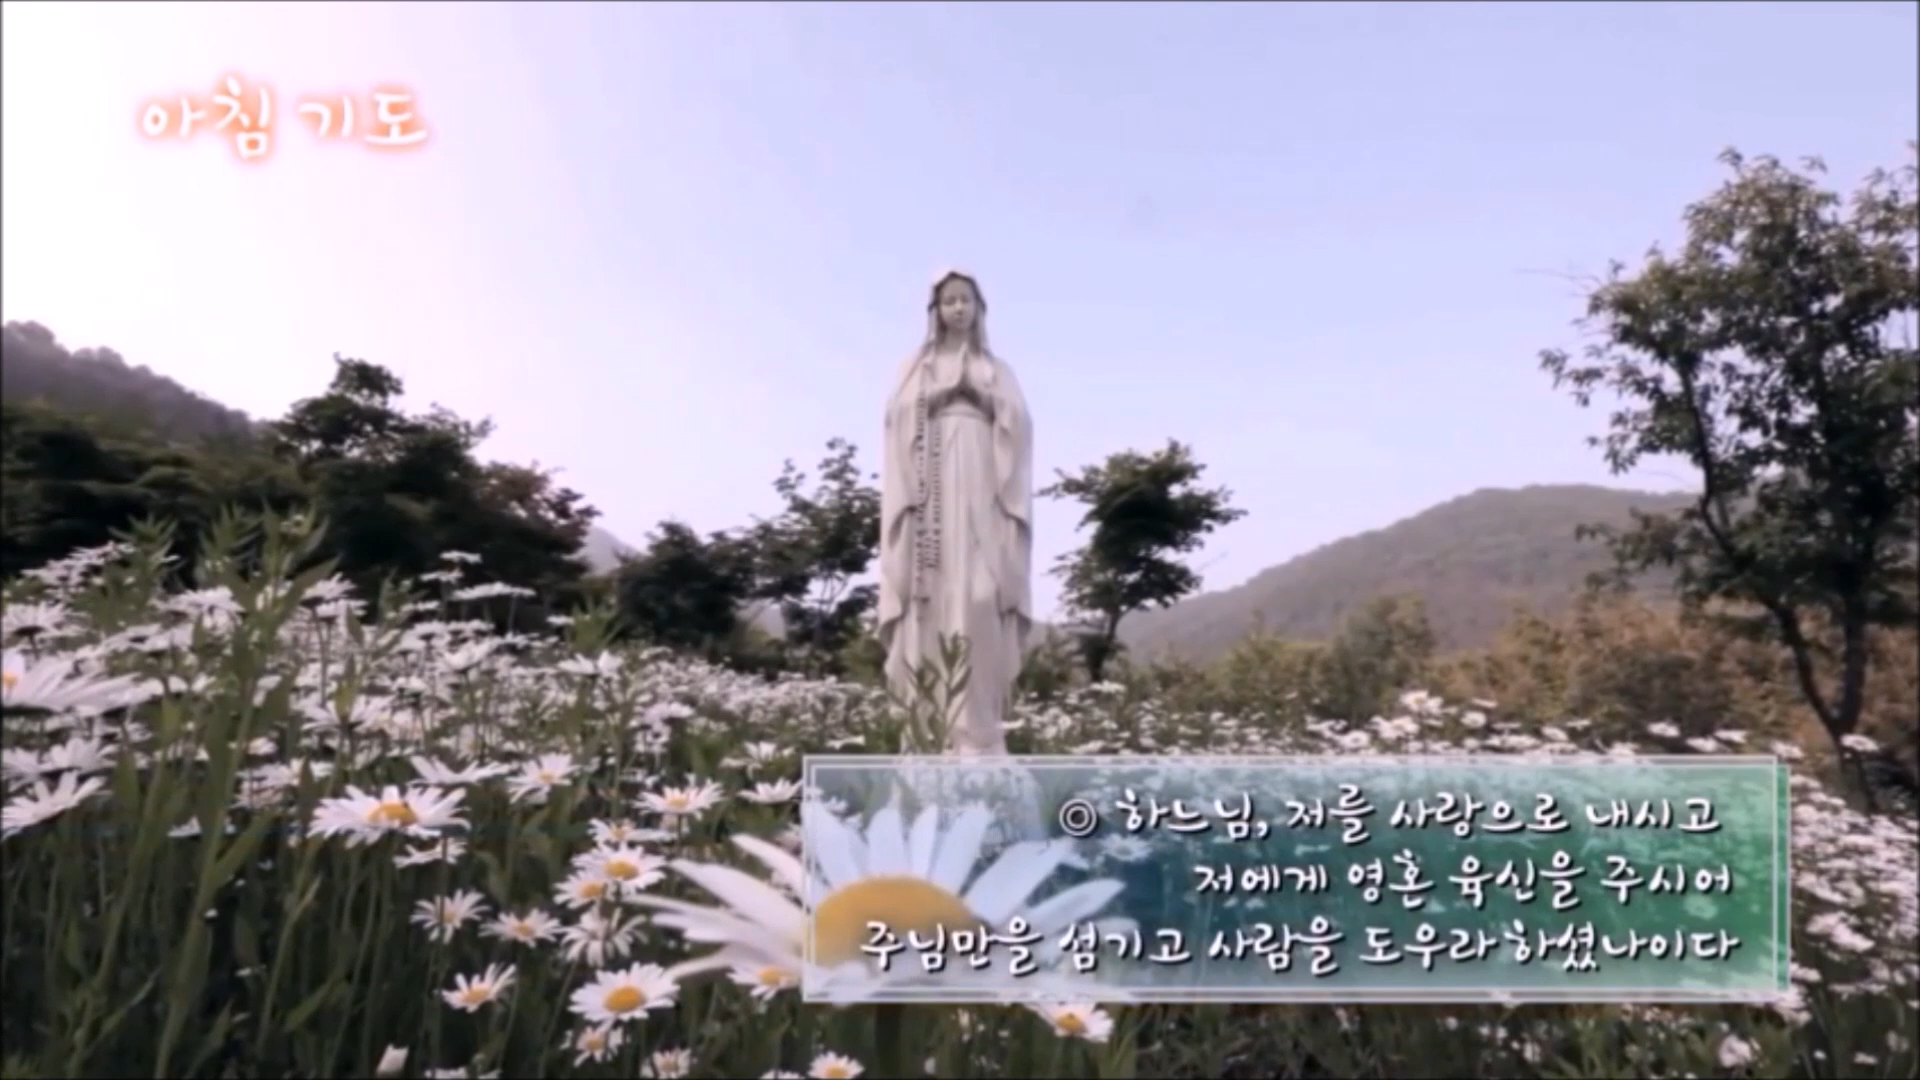 아침 기도
◎ 하느님, 저를 사랑으로 내시고
저에게 영혼 육신을 주시어
주님만을 섬기고 사람을 도우라 하셨나이다